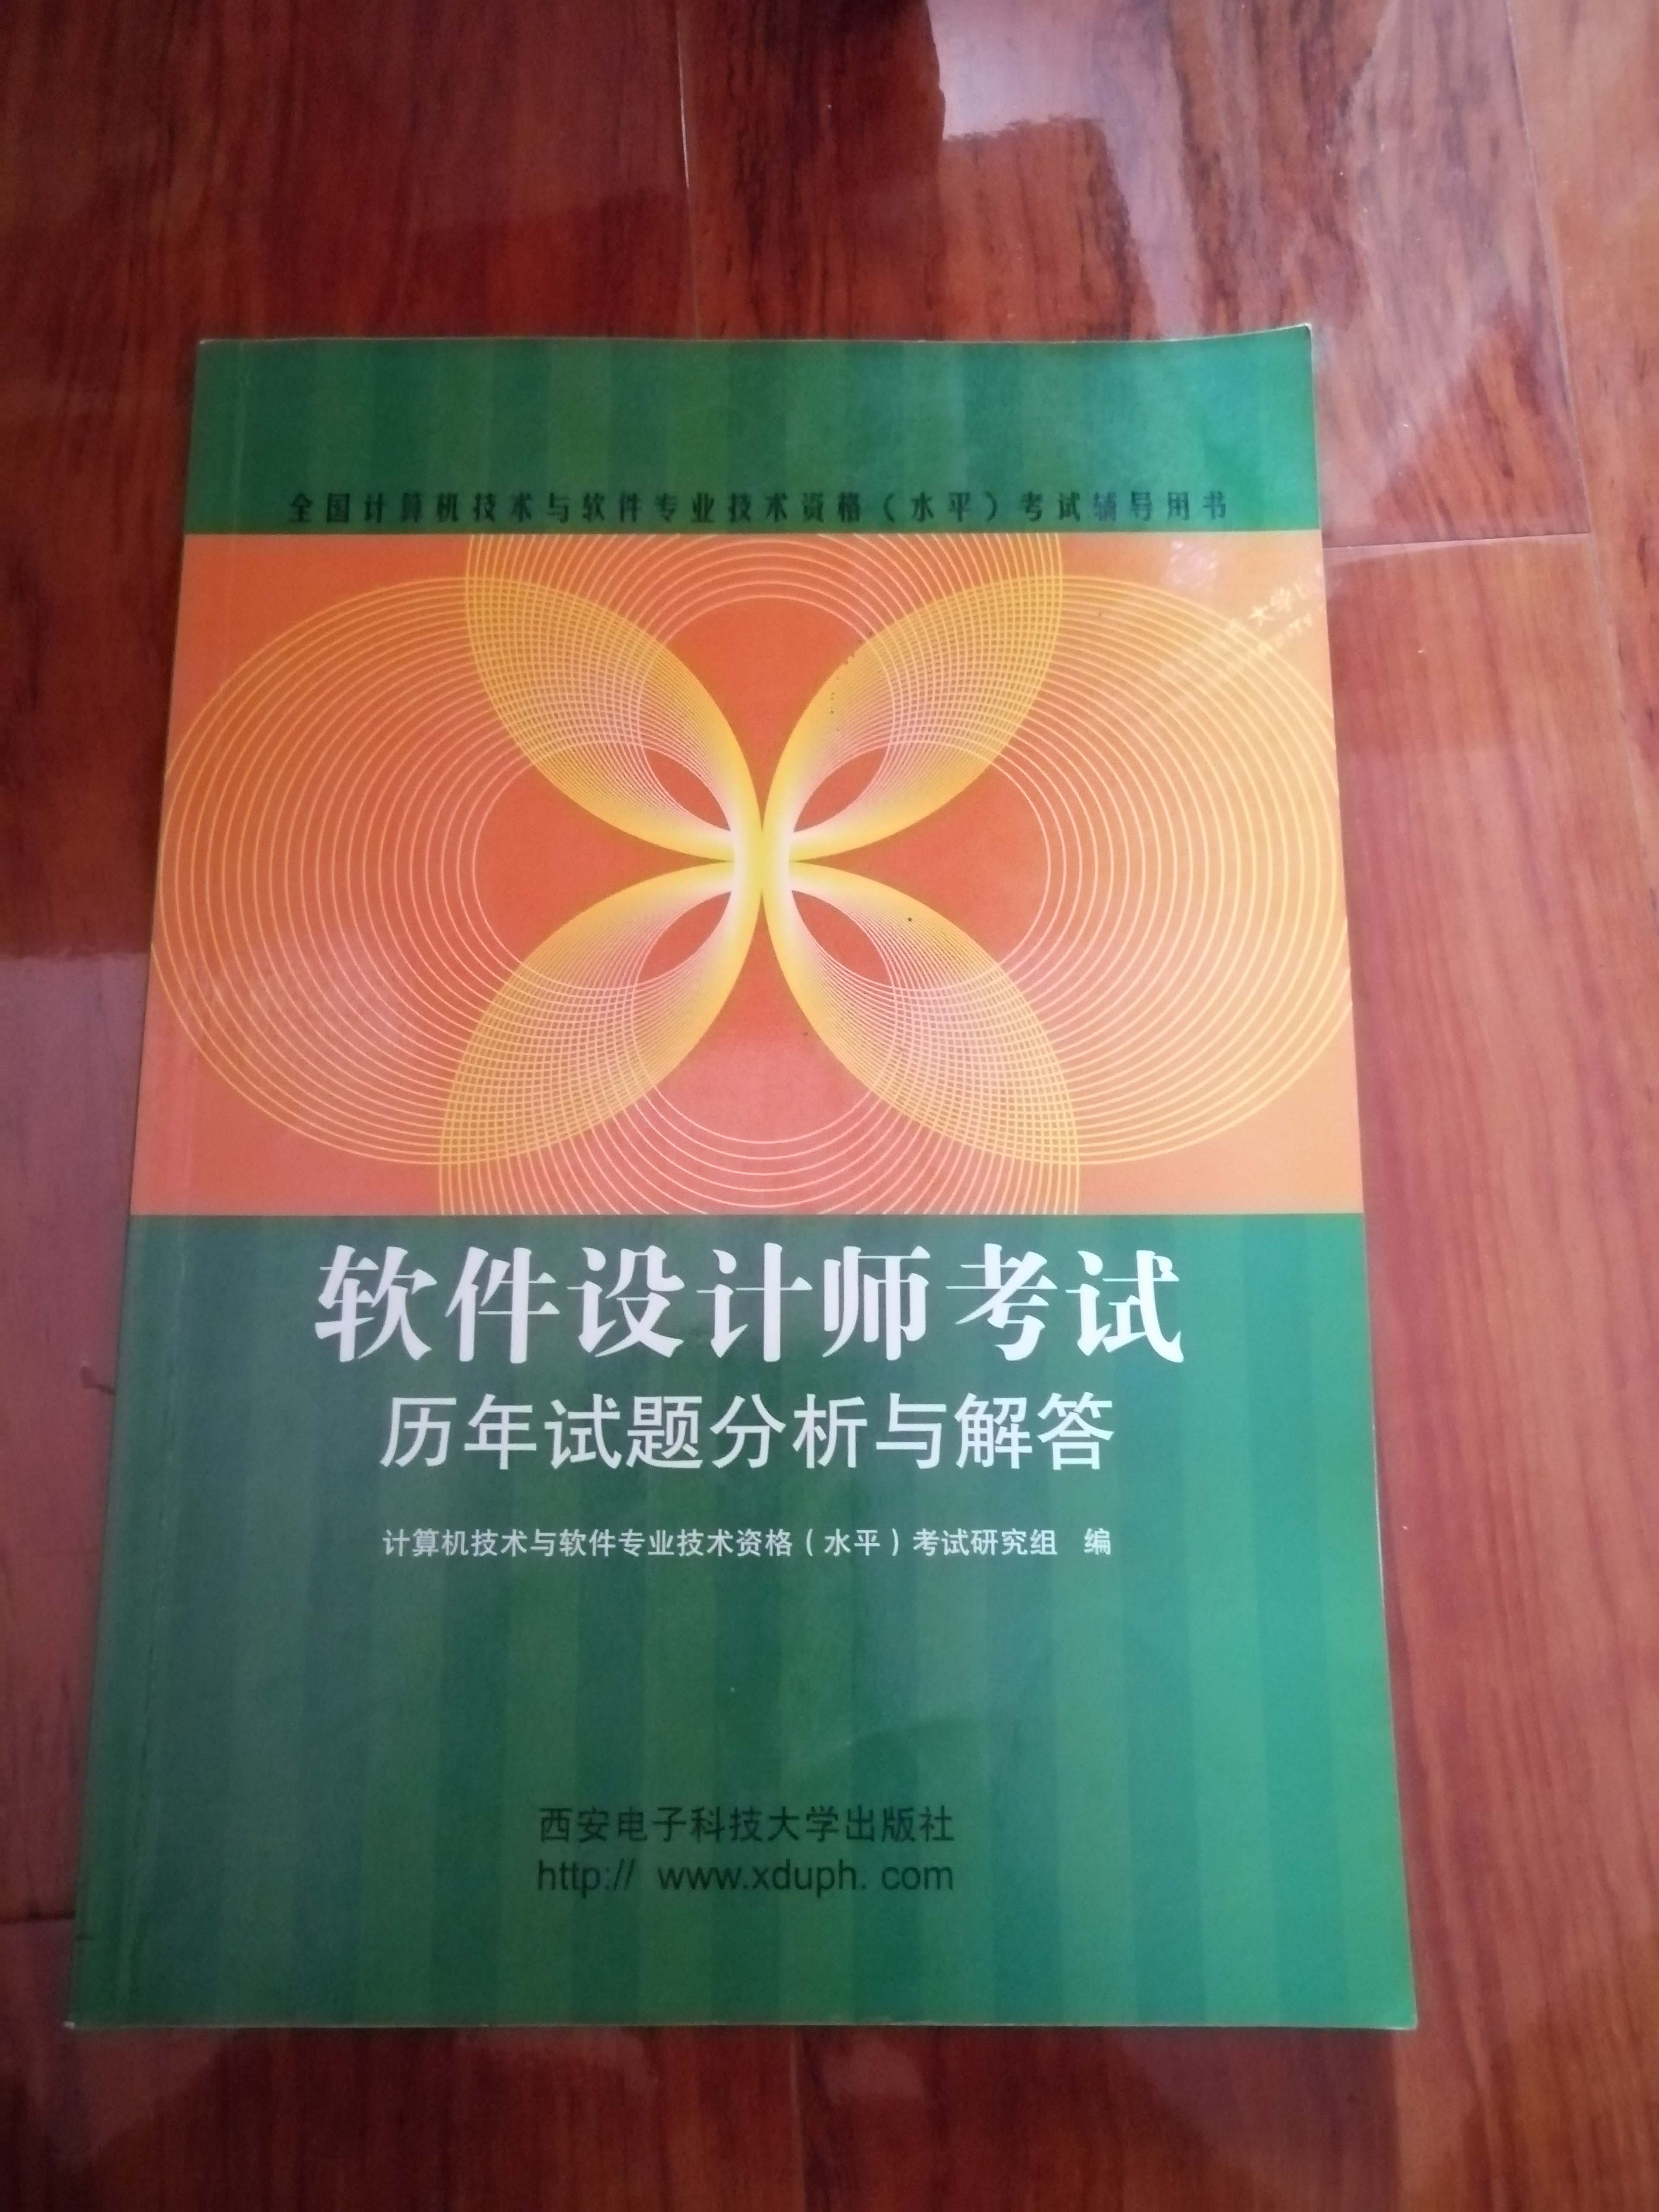 全国计算机技术与软件专业技术资格（水平）考试辅导用书
大学
软件设计师考试
历年试题分析与解答
计算机技术与软件专业技术资格（水平）考试研究组 编
西安电子科技大学出版社
http:// www.xduph. com